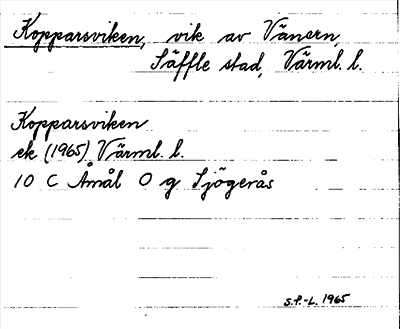 Kopparsviken, vik av Vänern,
Säffle stad, Värml. l.
Kopparsviken
ek (1965) Värml. l.
10 C Åmål O g Sjögerås
S.P.-L. 1965